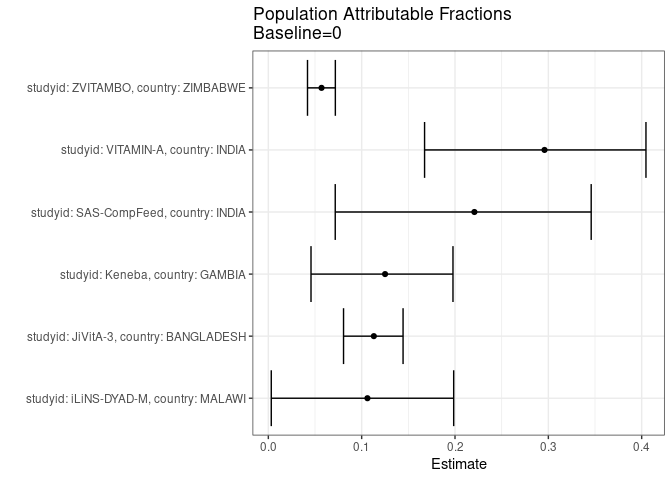 Population Attributable Fractions
Baseline=0
studyid: ZVITAMBO, country: ZIMBABWE
studyid: VITAMIN-A, country: INDIA
studyid: SAS-CompFeed, country: INDIA
studyid: Keneba, country: GAMBIA
studyid: JiVitA-3, country: BANGLADESH
studyid: iLiNS-DYAD-M, country: MALAWI
0.0 0.1 0.2 0.3 0.4
Estimate